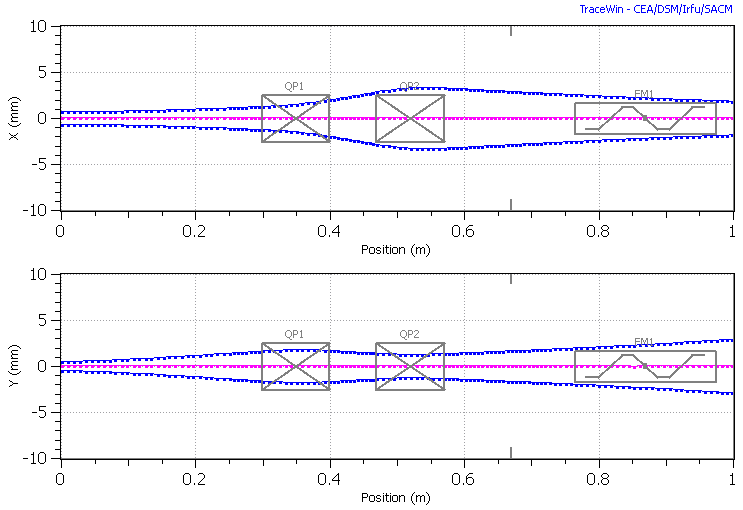 TraceWin - CEA/DSM/Irfu/SACM
10
5
0
-5
-10
X (mm)
QP1
QP2
FM1
0
0.2
0.4
0.6
0.8
1
Position (m)
10
5
0
-5
-10
Y (mm)
QP1
QP2
FM1
0
0.2
0.4
0.6
0.8
1
Position (m)